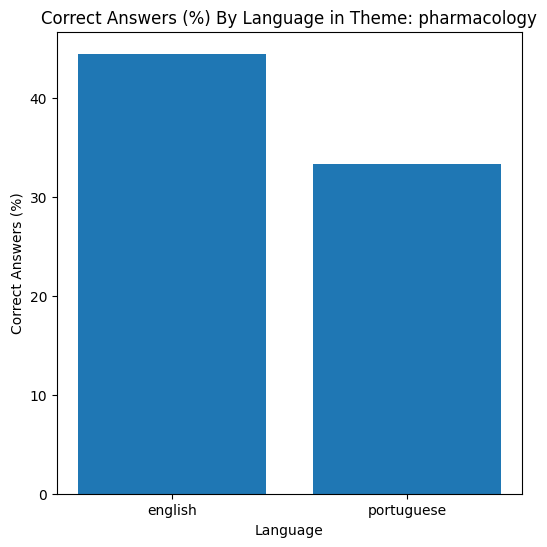 Correct Answers (%) By Language in Theme: pharmacology
Correct Answers (%)
40
30
20
10
0
english portuguese
Language